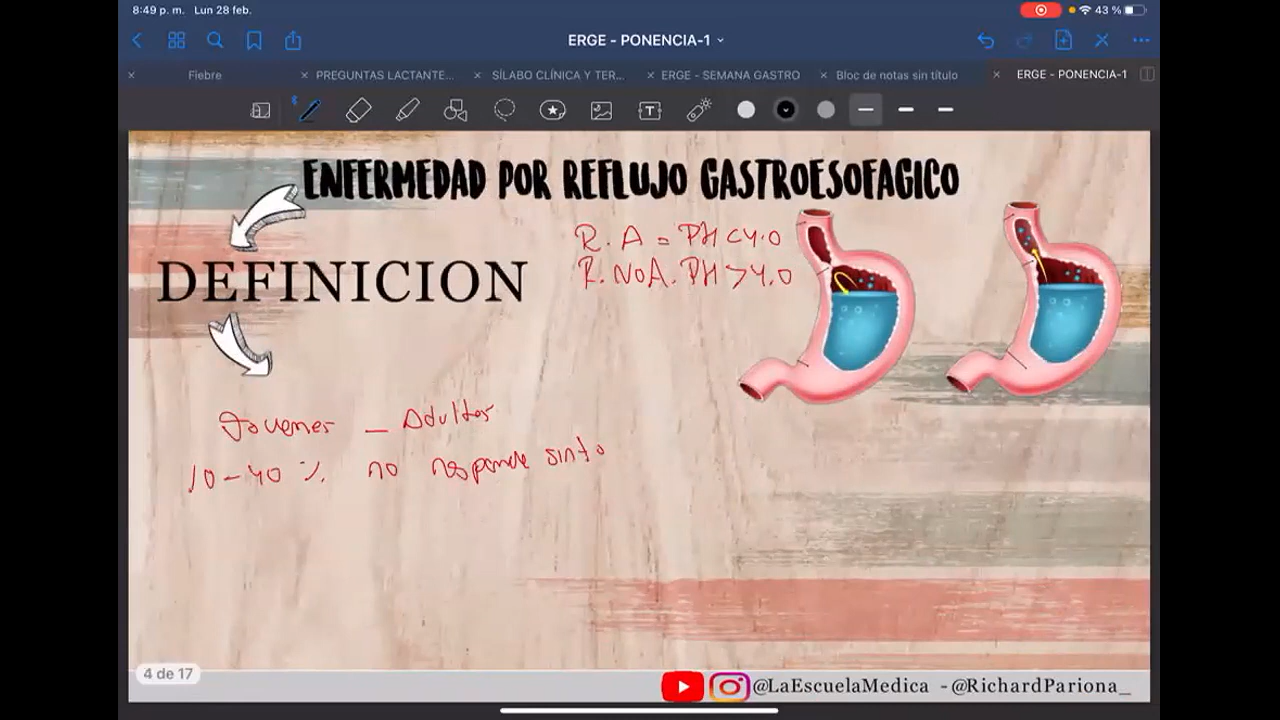 8:49 p. m. Lun 28 feb. 43 %
ERGE - PONENCIA-1
Fiebre PREGUNTAS LACTANTE... SÍLABO CLÍNICA Y TER... ERGE - SEMANA GASTRO Bloc de notas sin título ERGE - PONENCIA-1
ENFERMEDAD POR REFLUJO GASTROESOFAGICO
R. A = PH < 4.0
R. NoA. PH > 4.0
DEFINICION
Jovenes - Adultos
10-40 % no responde sinto
4 de 17
@LaEscuelaMedica - @RichardPariona_